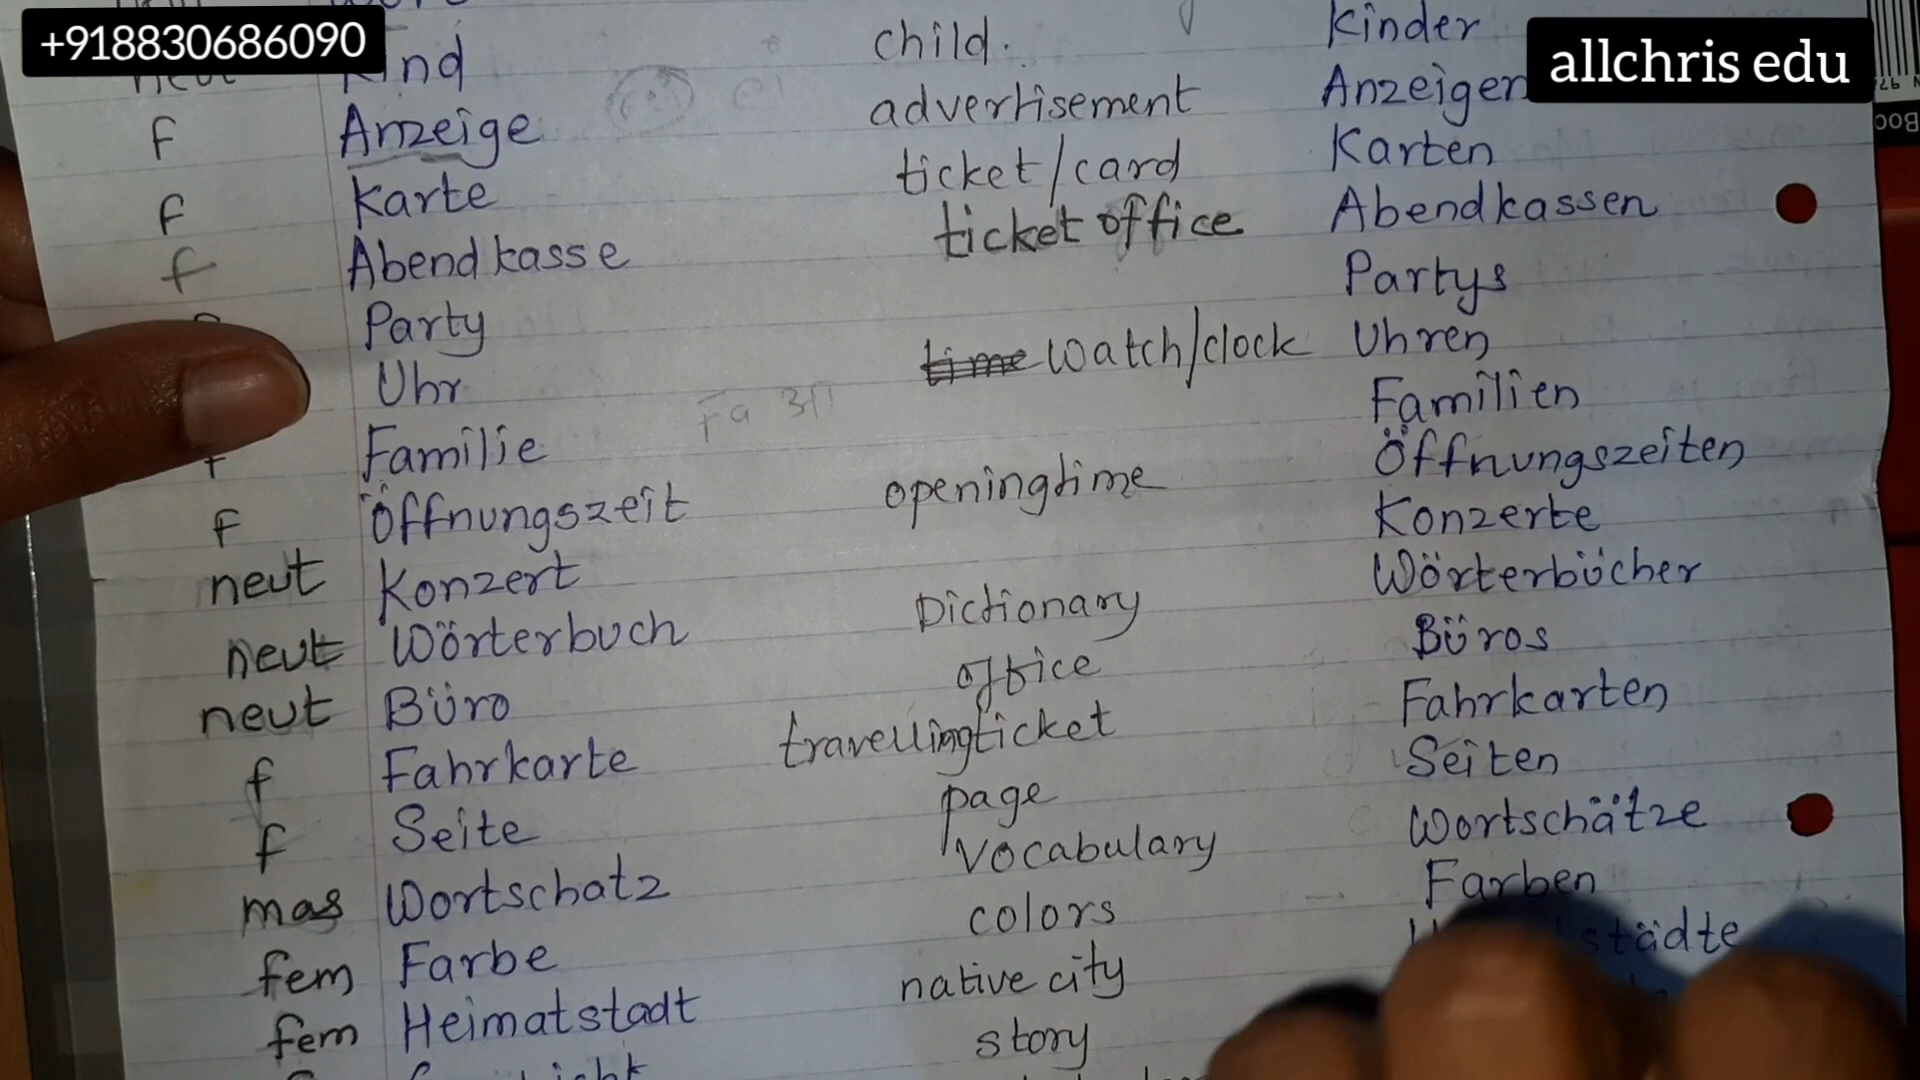 +918830686090
allchris edu
neut Kind child. Kinder
f Anzeige advertisement Anzeigen
f Karte ticket/card Karten
f Abendkasse ticket office Abendkassen
Party Partys
Uhr time watch/clock Uhren
f Familie Familien
f Öffnungszeit openingtime Öffnungszeiten
neut Konzert Konzerte
neut Wörterbuch Dictionary Wörterbücher
neut Büro office Büros
f Fahrkarte travellingticket Fahrkarten
f Seite page Seiten
mas Wortschatz vocabulary Wortschätze
fem Farbe colors Farben
fem Heimatstadt native city städte
story